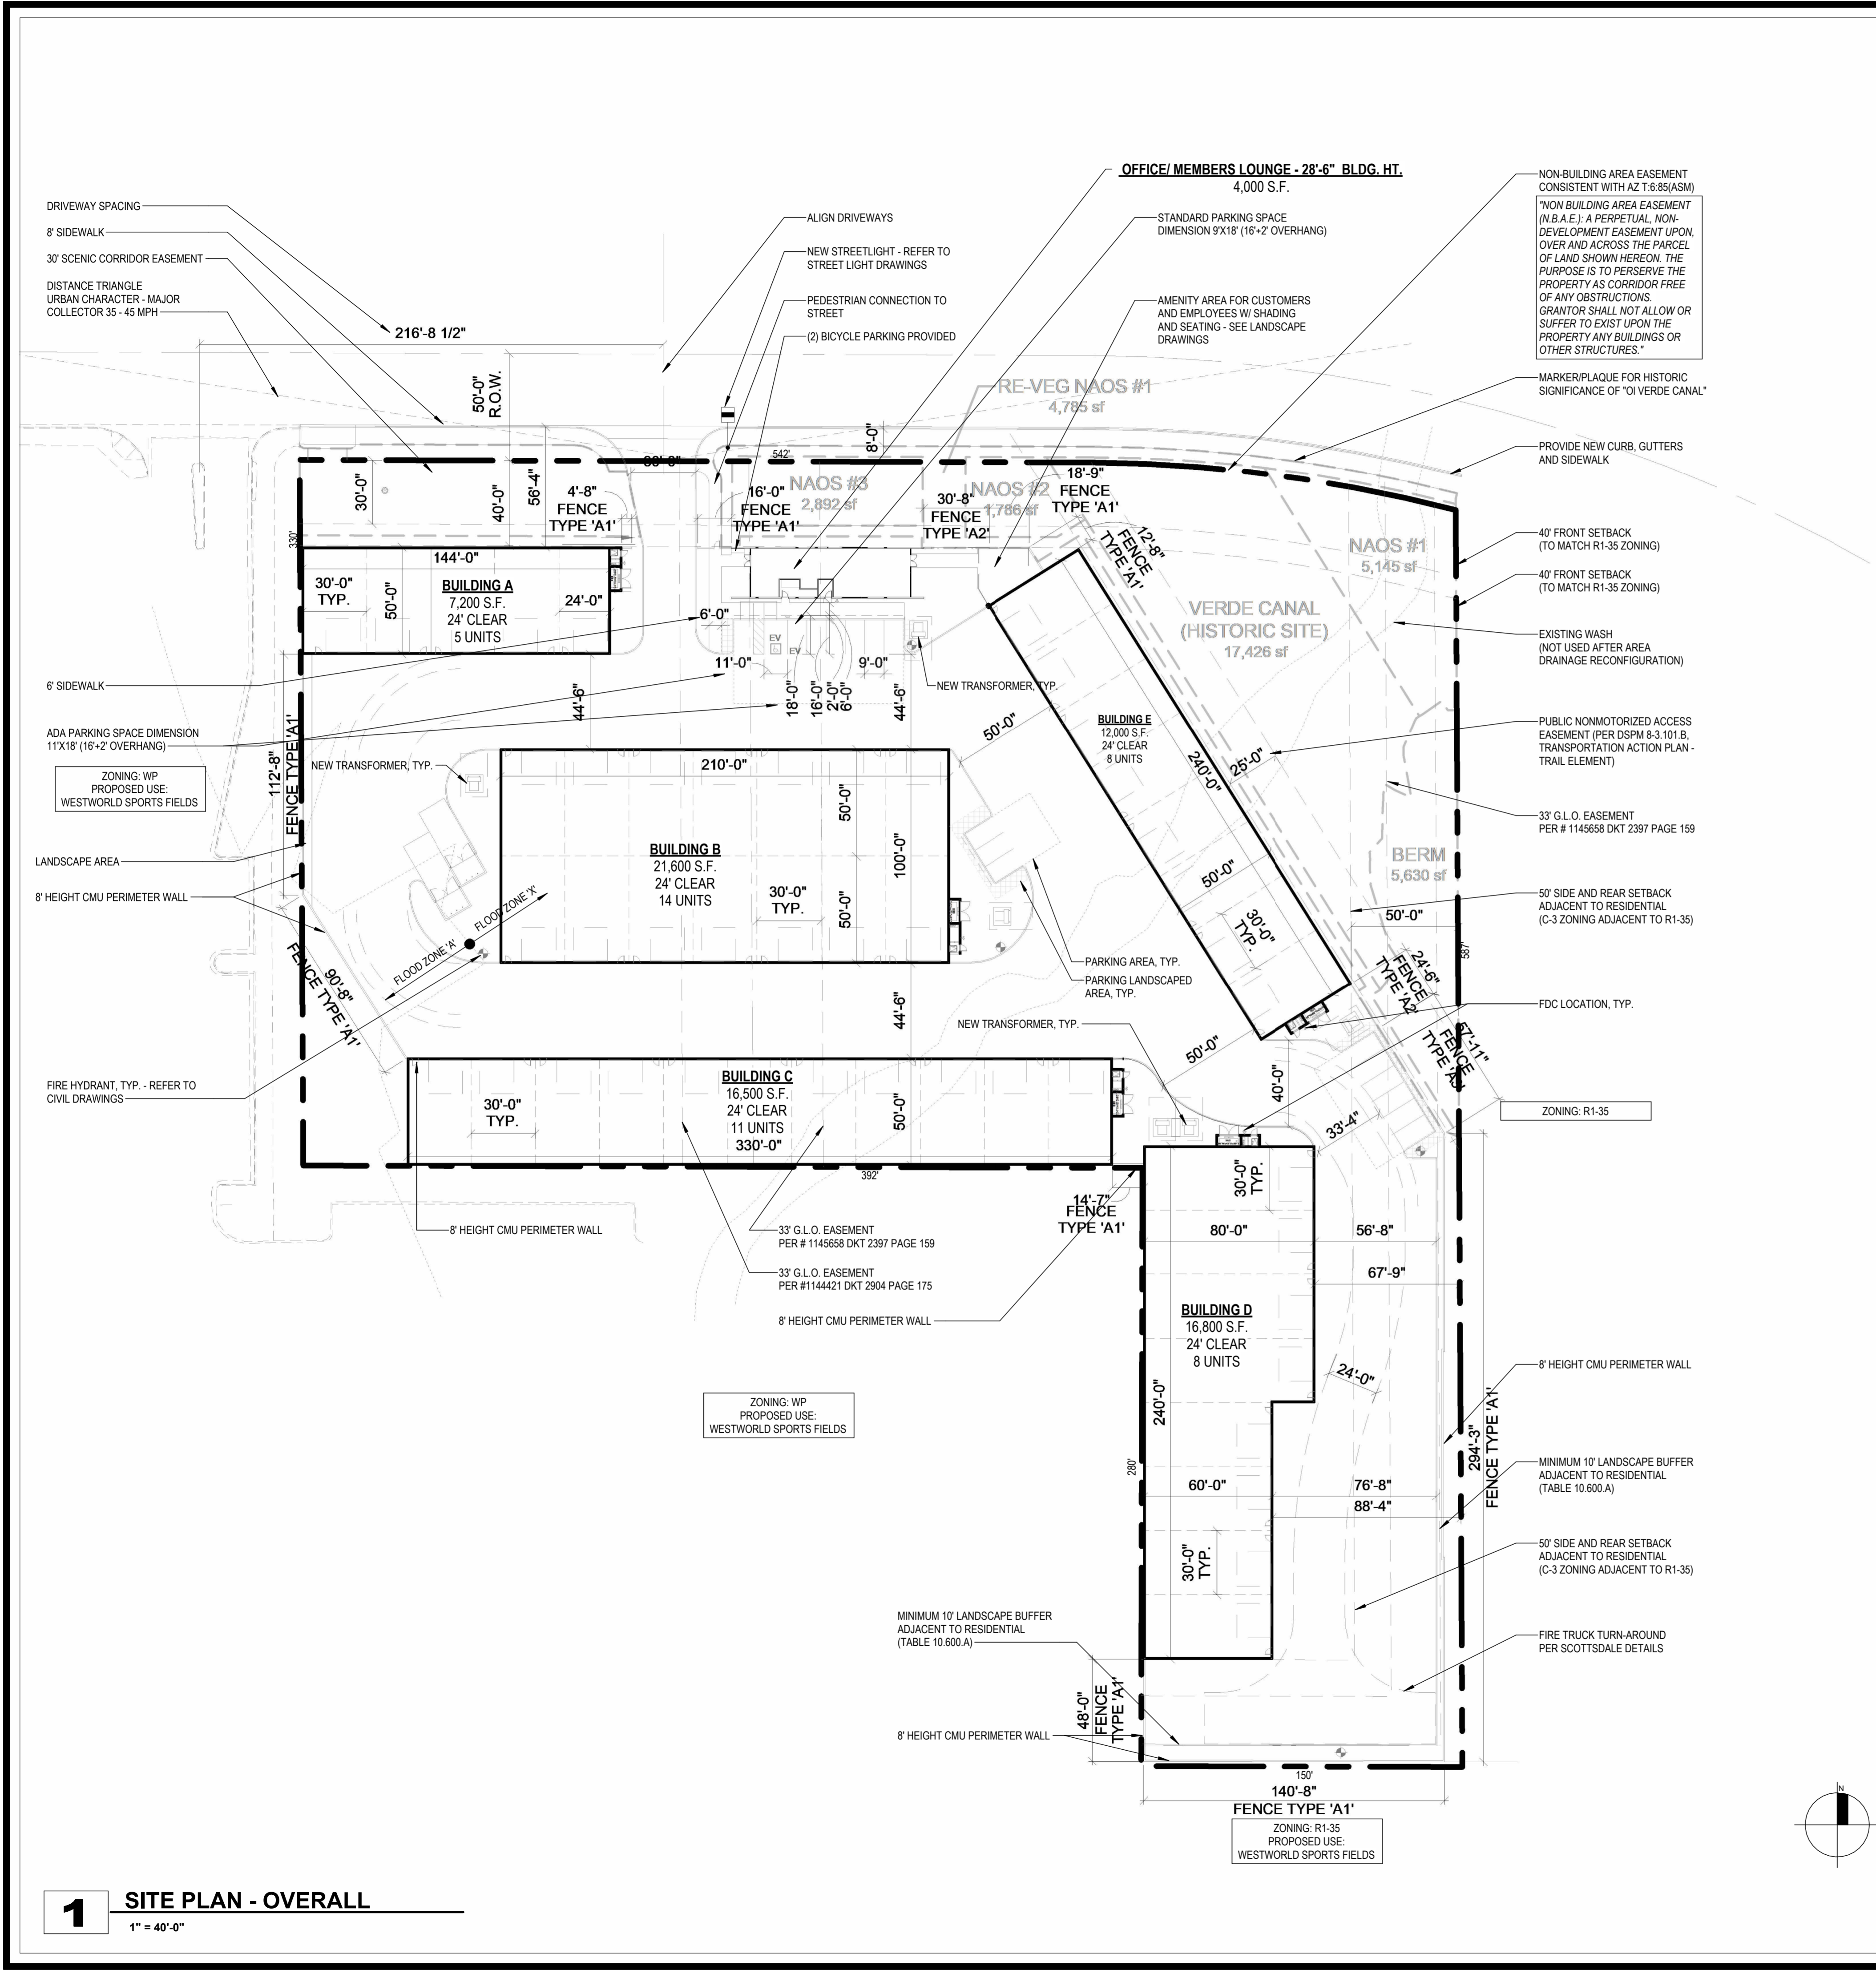 OFFICE/ MEMBERS LOUNGE - 28'-6" BLDG. HT.
4,000 S.F.
DRIVEWAY SPACING
8' SIDEWALK
30' SCENIC CORRIDOR EASEMENT
DISTANCE TRIANGLE
URBAN CHARACTER - MAJOR
COLLECTOR 35 - 45 MPH
216'-8 1/2"
ALIGN DRIVEWAYS
NEW STREETLIGHT - REFER TO
STREET LIGHT DRAWINGS
PEDESTRIAN CONNECTION TO
STREET
(2) BICYCLE PARKING PROVIDED
STANDARD PARKING SPACE
DIMENSION 9'X18' (16'+2' OVERHANG)
AMENITY AREA FOR CUSTOMERS
AND EMPLOYEES W/ SHADING
AND SEATING - SEE LANDSCAPE
DRAWINGS
NON-BUILDING AREA EASEMENT
CONSISTENT WITH AZ T:6:85(ASM)
"NON BUILDING AREA EASEMENT
(N.B.A.E.): A PERPETUAL, NON-
DEVELOPMENT EASEMENT UPON,
OVER AND ACROSS THE PARCEL
OF LAND SHOWN HEREON. THE
PURPOSE IS TO PERSERVE THE
PROPERTY AS CORRIDOR FREE
OF ANY OBSTRUCTIONS.
GRANTOR SHALL NOT ALLOW OR
SUFFER TO EXIST UPON THE
PROPERTY ANY BUILDINGS OR
OTHER STRUCTURES."
MARKER/PLAQUE FOR HISTORIC
SIGNIFICANCE OF "Ol VERDE CANAL"
PROVIDE NEW CURB, GUTTERS
AND SIDEWALK
50'-0"
R.O.W.
RE-VEG NAOS #1
4,785 sf
8'-0"
542'
30'-0"
40'-0"
56'-4"
4'-8"
FENCE
TYPE 'A1'
16'-0"
FENCE
TYPE 'A1'
NAOS #3
2,892 sf
30'-8"
FENCE
TYPE 'A2'
NAOS #2
1,786 sf
18'-9"
FENCE
TYPE 'A1'
12'-8"
FENCE
TYPE 'A1'
330'
NAOS #1
5,145 sf
40' FRONT SETBACK
(TO MATCH R1-35 ZONING)
40' FRONT SETBACK
(TO MATCH R1-35 ZONING)
144'-0"
BUILDING A
7,200 S.F.
24' CLEAR
5 UNITS
30'-0"
TYP.
50'-0"
24'-0"
6'-0"
EV
EV
11'-0"
9'-0"
18'-0"
16'-0"
2'-0"
6'-0"
44'-6"
44'-6"
VERDE CANAL
(HISTORIC SITE)
17,426 sf
EXISTING WASH
(NOT USED AFTER AREA
DRAINAGE RECONFIGURATION)
6' SIDEWALK
NEW TRANSFORMER, TYP.
ADA PARKING SPACE DIMENSION
11'X18' (16'+2' OVERHANG)
ZONING: WP
PROPOSED USE:
WESTWORLD SPORTS FIELDS
112'-8"
FENCE TYPE 'A1'
NEW TRANSFORMER, TYP.
50'-0"
BUILDING E
12,000 S.F.
24' CLEAR
8 UNITS
240'-0"
25'-0"
PUBLIC NONMOTORIZED ACCESS
EASEMENT (PER DSPM 8-3.101.B,
TRANSPORTATION ACTION PLAN -
TRAIL ELEMENT)
33' G.L.O. EASEMENT
PER # 1145658 DKT 2397 PAGE 159
210'-0"
50'-0"
BUILDING B
21,600 S.F.
24' CLEAR
14 UNITS
100'-0"
30'-0"
TYP.
50'-0"
LANDSCAPE AREA
8' HEIGHT CMU PERIMETER WALL
BERM
5,630 sf
50'-0"
30'-0"
TYP.
50' SIDE AND REAR SETBACK
ADJACENT TO RESIDENTIAL
(C-3 ZONING ADJACENT TO R1-35)
50'-0"
587'
FLOOD ZONE 'X'
FLOOD ZONE 'A'
90'-8"
FENCE TYPE 'A1'
PARKING AREA, TYP.
PARKING LANDSCAPED
AREA, TYP.
24'-6"
FENCE
TYPE 'A2'
FDC LOCATION, TYP.
44'-6"
NEW TRANSFORMER, TYP.
50'-0"
40'-0"
57'-11"
FENCE
FIRE HYDRANT, TYP. - REFER TO
CIVIL DRAWINGS
BUILDING C
16,500 S.F.
24' CLEAR
11 UNITS
330'-0"
30'-0"
TYP.
50'-0"
33'-4"
ZONING: R1-35
392'
30'-0"
TYP.
14'-7"
FENCE
TYPE 'A1'
8' HEIGHT CMU PERIMETER WALL
33' G.L.O. EASEMENT
PER # 1145658 DKT 2397 PAGE 159
33' G.L.O. EASEMENT
PER #1144421 DKT 2904 PAGE 175
8' HEIGHT CMU PERIMETER WALL
80'-0"
56'-8"
67'-9"
BUILDING D
16,800 S.F.
24' CLEAR
8 UNITS
24'-0"
8' HEIGHT CMU PERIMETER WALL
ZONING: WP
PROPOSED USE:
WESTWORLD SPORTS FIELDS
240'-0"
280'
60'-0"
76'-8"
88'-4"
294'-3"
FENCE TYPE 'A1'
MINIMUM 10' LANDSCAPE BUFFER
ADJACENT TO RESIDENTIAL
(TABLE 10.600.A)
30'-0"
TYP.
50' SIDE AND REAR SETBACK
ADJACENT TO RESIDENTIAL
(C-3 ZONING ADJACENT TO R1-35)
MINIMUM 10' LANDSCAPE BUFFER
ADJACENT TO RESIDENTIAL
(TABLE 10.600.A)
FIRE TRUCK TURN-AROUND
PER SCOTTSDALE DETAILS
48'-0"
FENCE
TYPE 'A1'
8' HEIGHT CMU PERIMETER WALL
150'
140'-8"
FENCE TYPE 'A1'
ZONING: R1-35
PROPOSED USE:
WESTWORLD SPORTS FIELDS
N
1
SITE PLAN - OVERALL
1" = 40'-0"